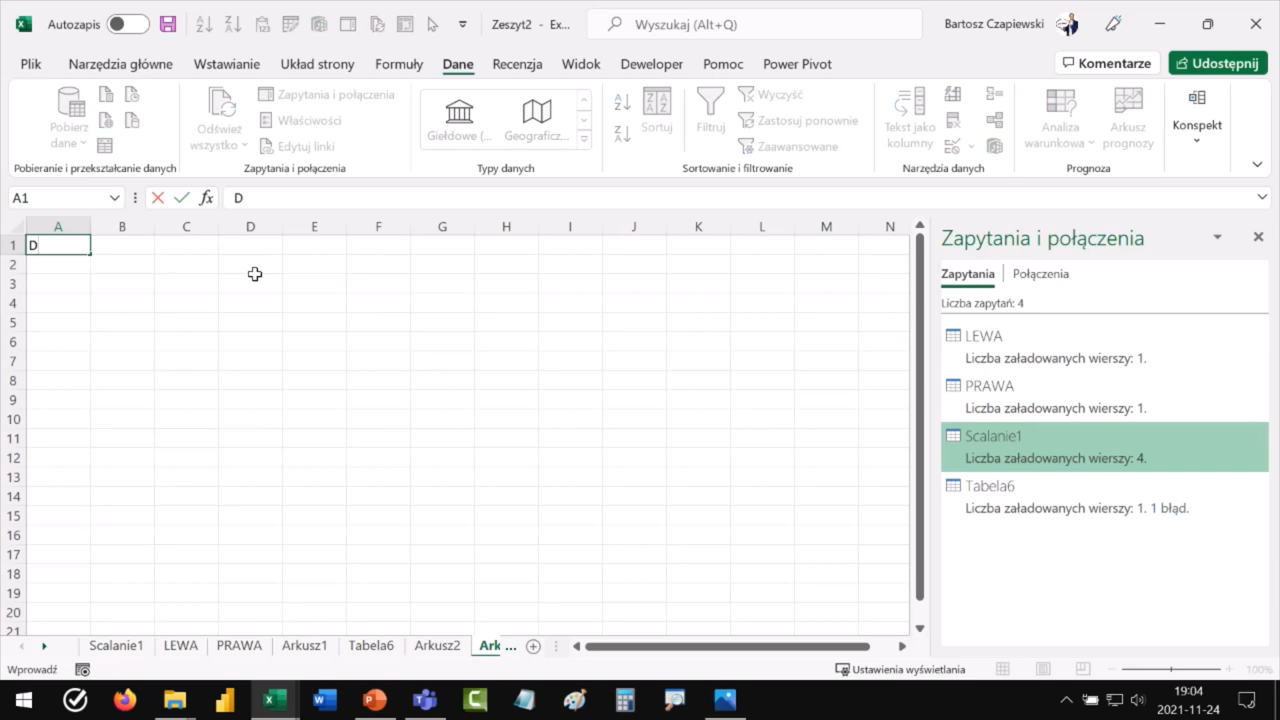 Autozapis
Zeszyt2 - Ex...
Wyszukaj (Alt+Q)
Bartosz Czapiewski
Plik
Narzędzia główne
Wstawianie
Układ strony
Formuły
Dane
Recenzja
Widok
Deweloper
Pomoc
Power Pivot
Komentarze
Udostępnij
Pobierz
dane
Pobieranie i przekształcanie danych
Odśwież
wszystko
Zapytania i połączenia
Właściwości
Edytuj linki
Zapytania i połączenia
Giełdowe (...
Geograficz...
Typy danych
Sortuj
Filtruj
Wyczyść
Zastosuj ponownie
Zaawansowane
Sortowanie i filtrowanie
Tekst jako
kolumny
Narzędzia danych
Analiza
warunkowa
Arkusz
prognozy
Prognoza
Konspekt
A1
fx
D
A B C D E F G H I J K L M N
1 D
2
3
4
5
6
7
8
9
10
11
12
13
14
15
16
17
18
19
20
21
Zapytania i połączenia
Zapytania
Połączenia
Liczba zapytań: 4
LEWA
Liczba załadowanych wierszy: 1.
PRAWA
Liczba załadowanych wierszy: 1.
Scalanie1
Liczba załadowanych wierszy: 4.
Tabela6
Liczba załadowanych wierszy: 1. 1 błąd.
Scalanie1
LEWA
PRAWA
Arkusz1
Tabela6
Arkusz2
Ark ...
Wprowadź
Ustawienia wyświetlania
100%
19:04
2021-11-24